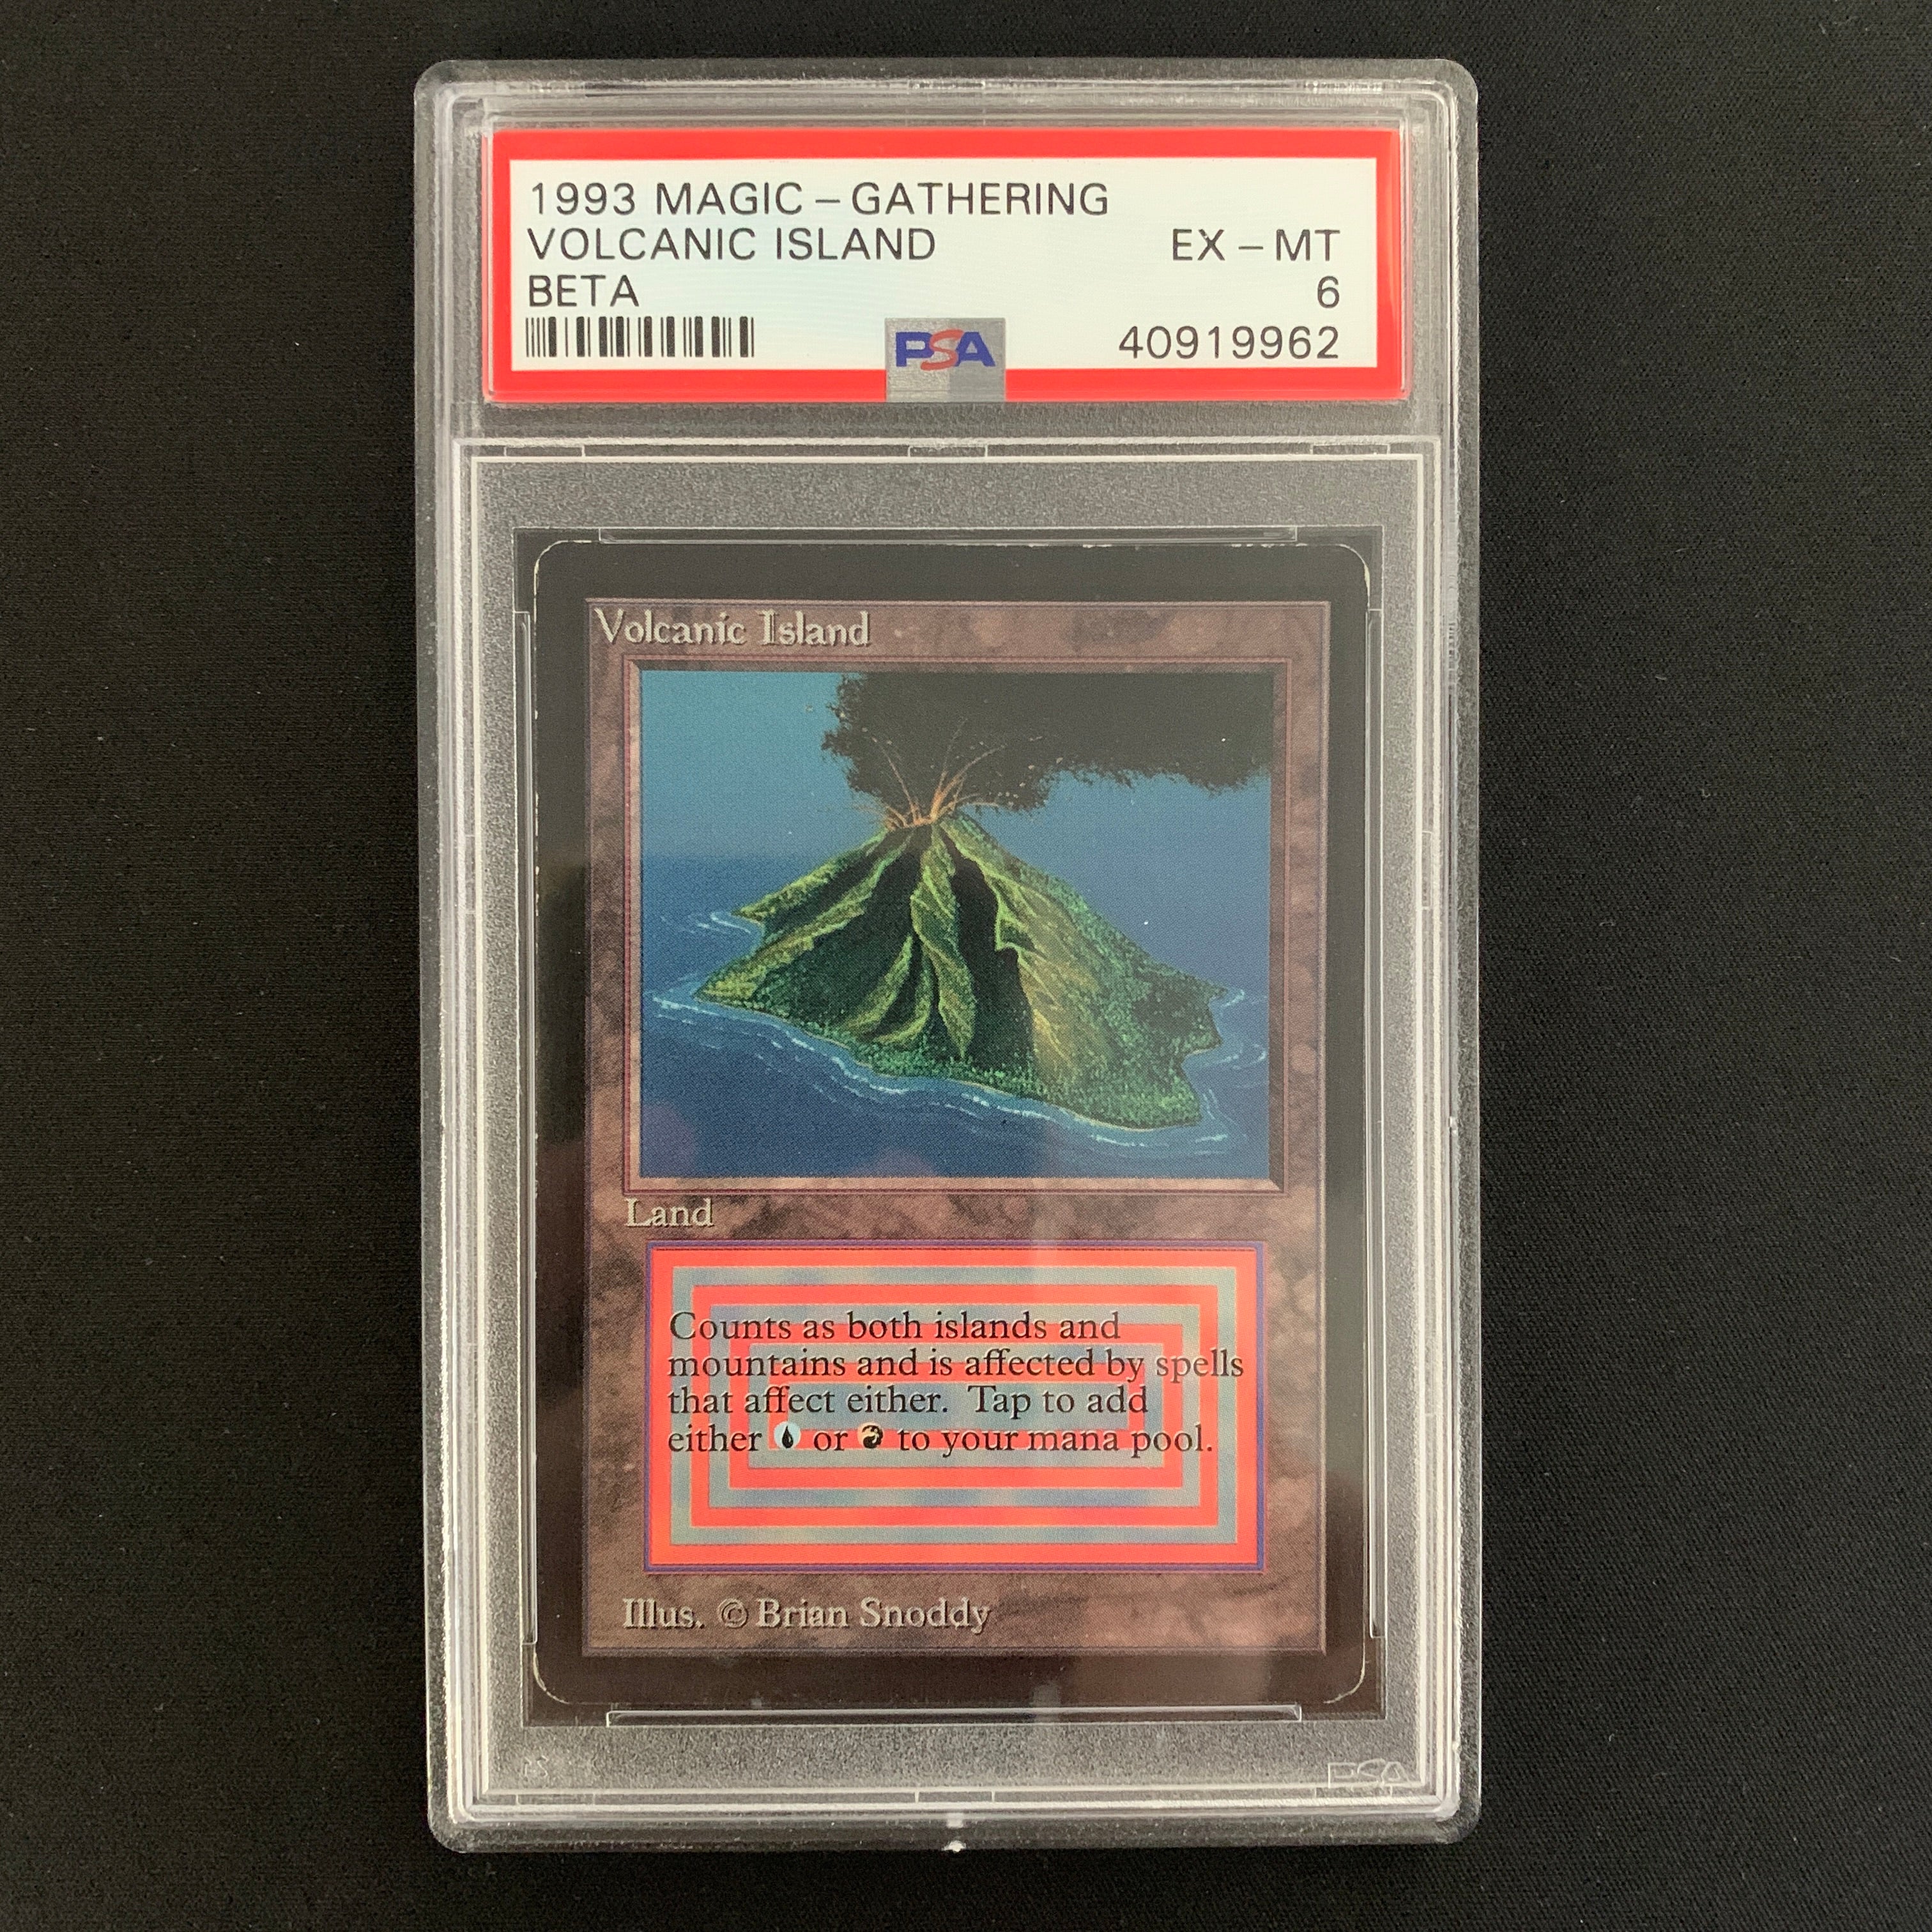 1993 MAGIC – GATHERING
VOLCANIC ISLAND EX – MT
BETA 6
PSA 40919962
Volcanic Island
Land
Counts as both islands and
mountains and is affected by spells
that affect either. Tap to add
either or to your mana pool.
Illus. © Brian Snoddy
PSA